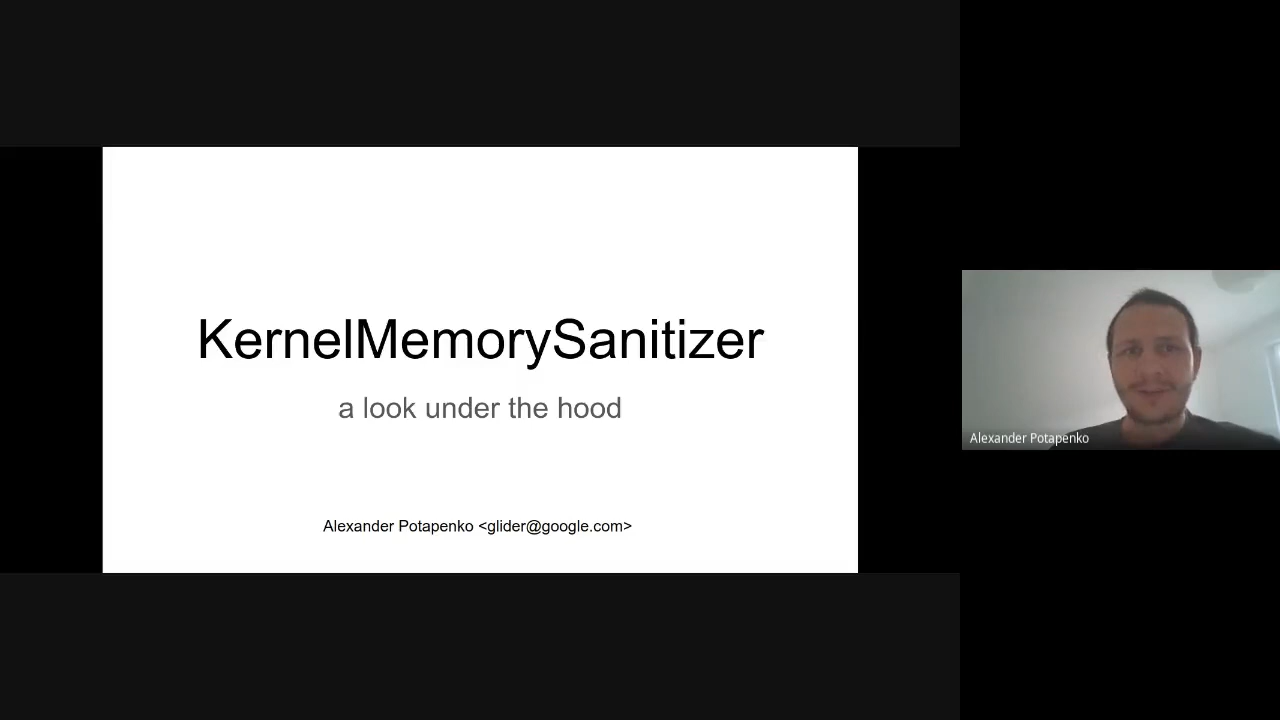 KernelMemorySanitizer
a look under the hood
Alexander Potapenko <glider@google.com>
Alexander Potapenko